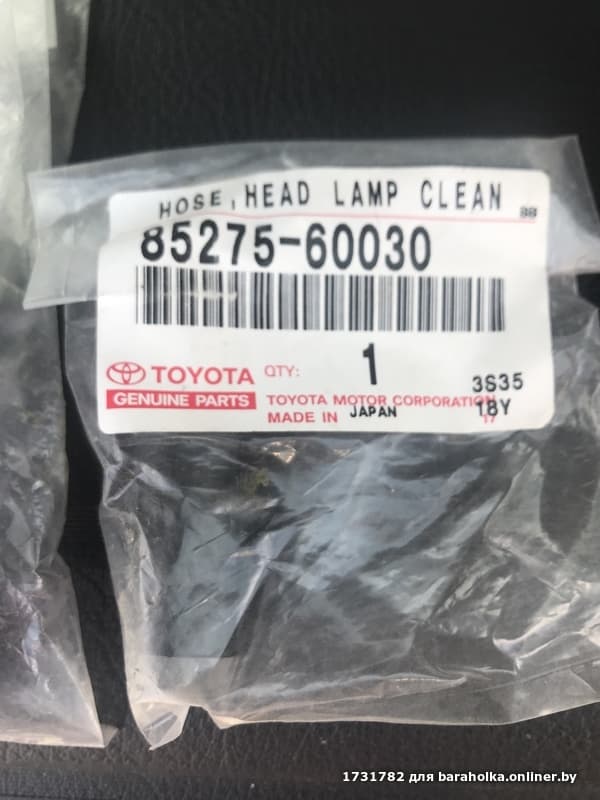 HOSE, HEAD LAMP CLEAN
85275-60030
TOYOTA
GENUINE PARTS
QTY: 1
3S35
TOYOTA MOTOR CORPORATION
18Y
MADE IN JAPAN
17
1731782 для baraholka.onliner.by